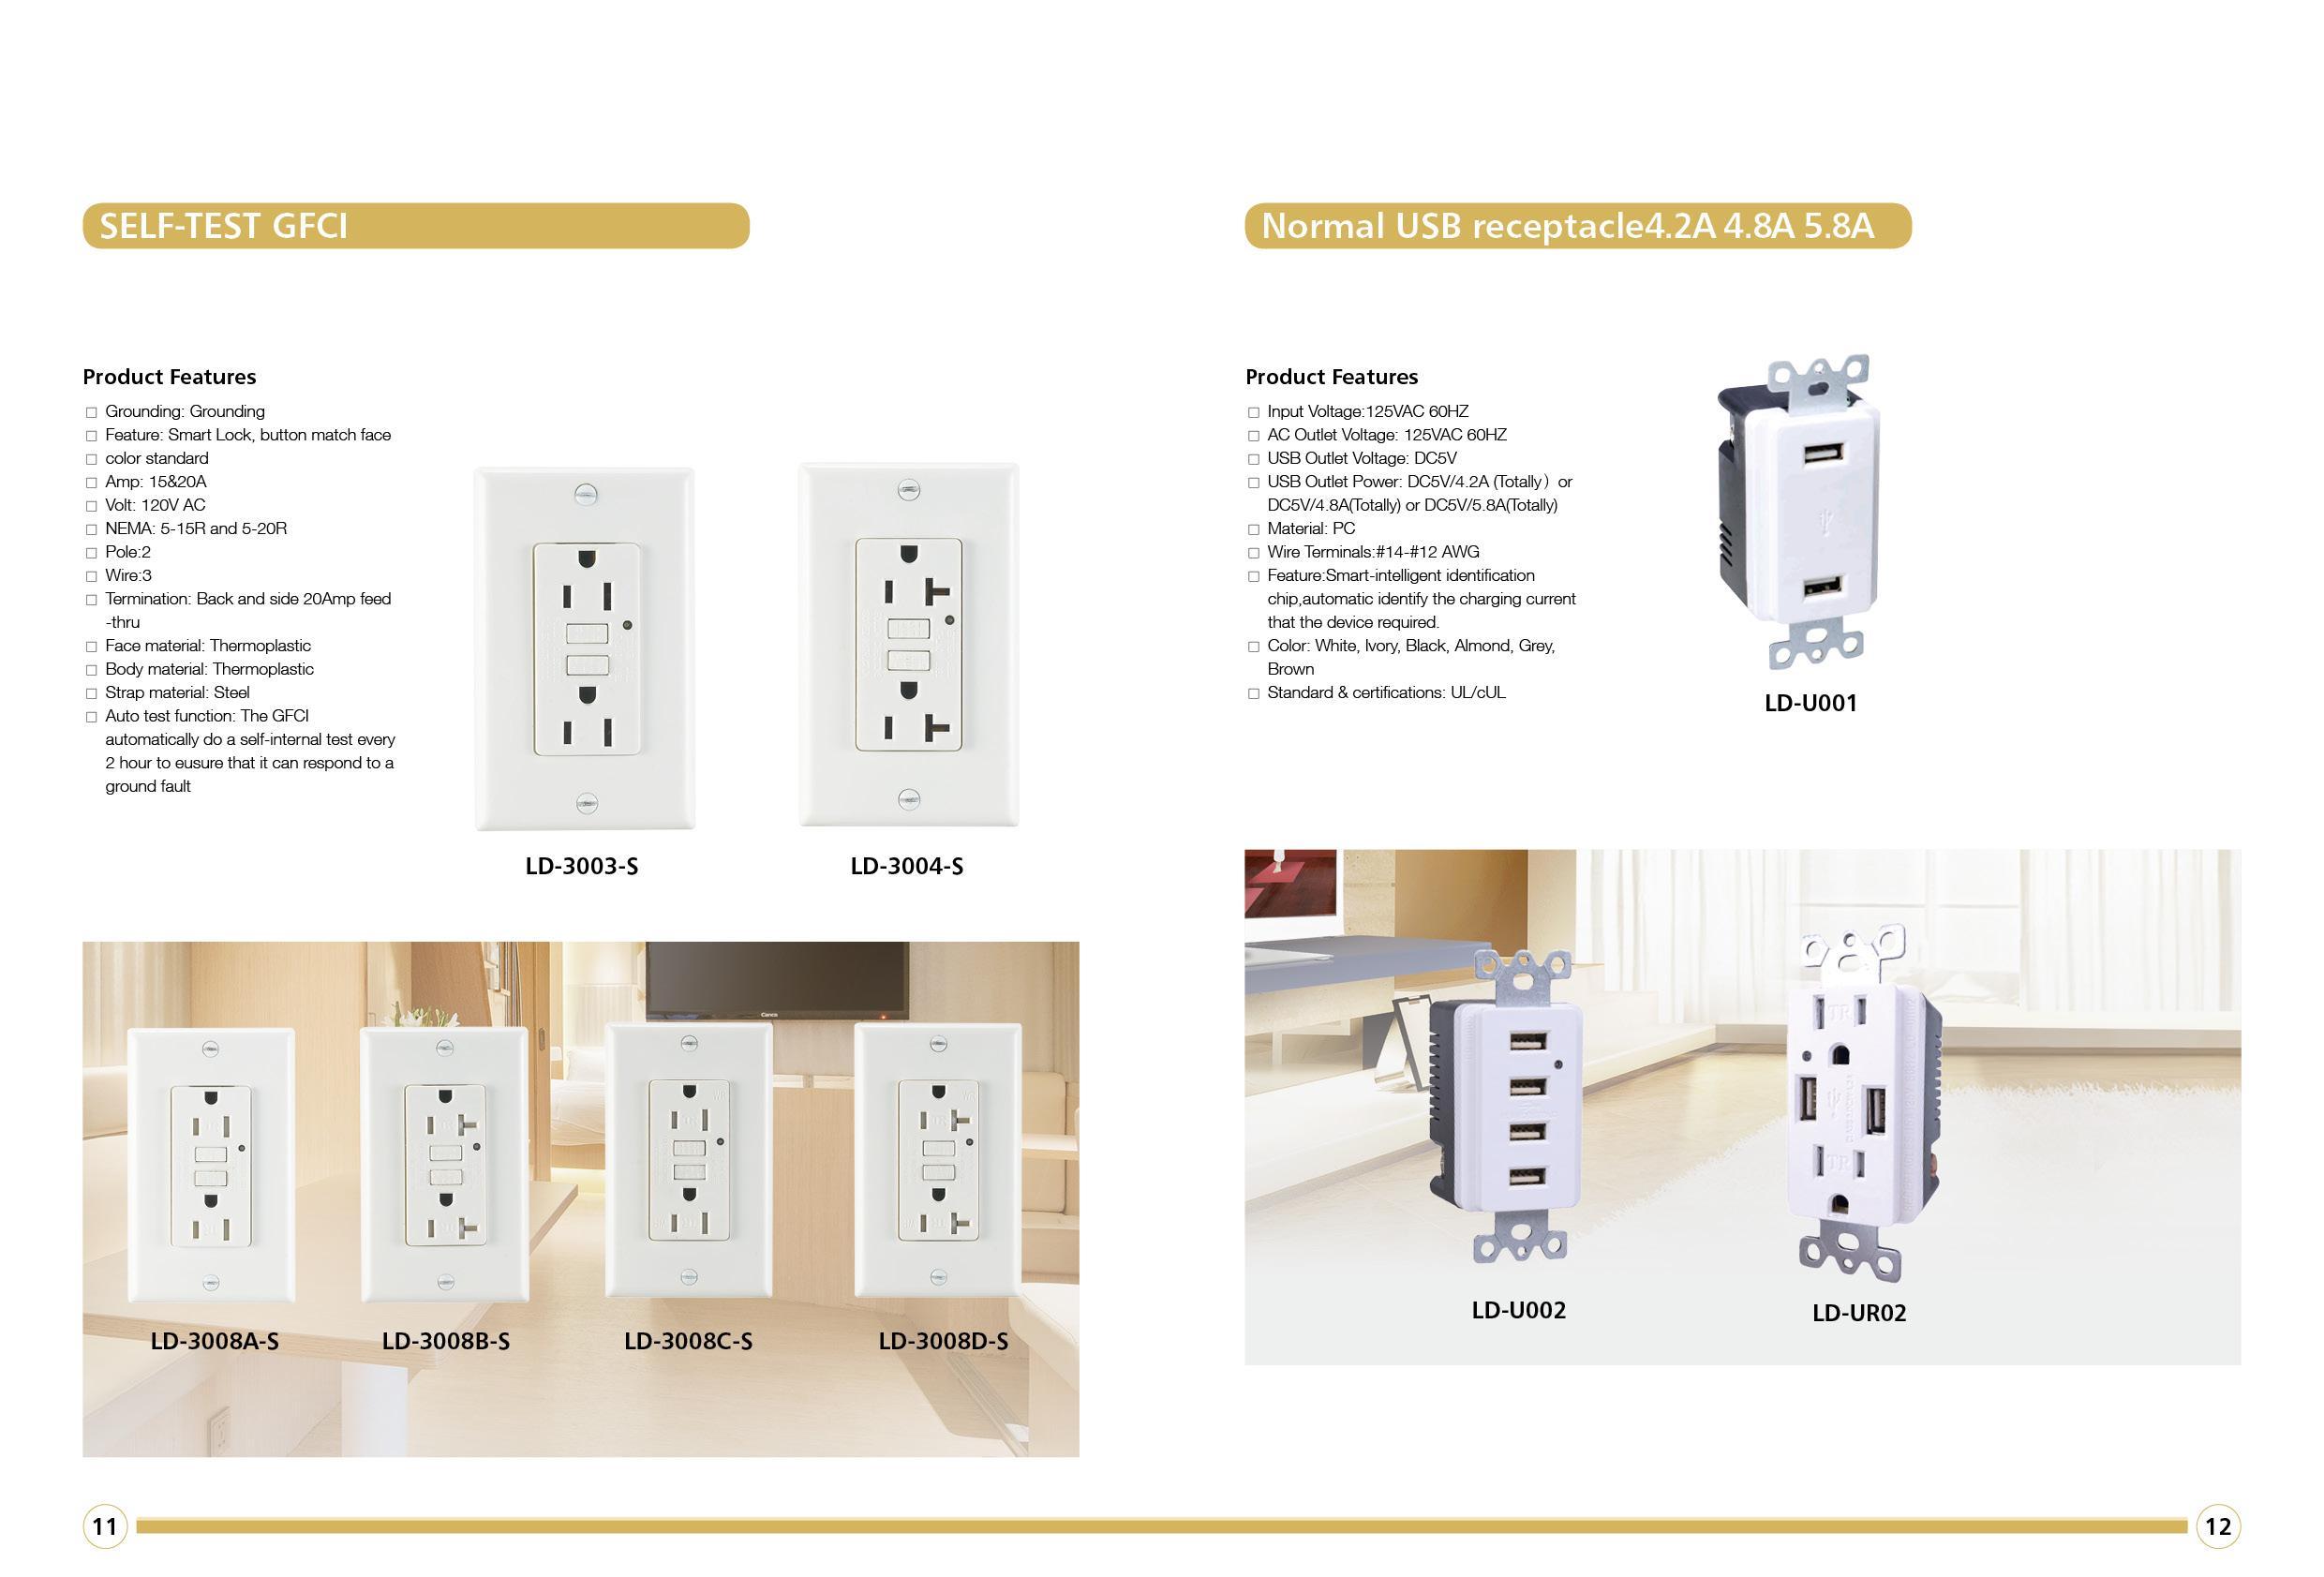 SELF-TEST GFCI
Product Features
Grounding: Grounding
Feature: Smart Lock, button match face
color standard
Amp: 15&20A
Volt: 120V AC
NEMA: 5-15R and 5-20R
Pole:2
Wire:3
Termination: Back and side 20Amp feed
-thru
Face material: Thermoplastic
Body material: Thermoplastic
Strap material: Steel
Auto test function: The GFCI
automatically do a self-internal test every
2 hour to eusure that it can respond to a
ground fault
LD-3003-S
LD-3004-S
LD-3008A-S
LD-3008B-S
LD-3008C-S
LD-3008D-S
11
Normal USB receptacle4.2A 4.8A 5.8A
Product Features
Input Voltage:125VAC 60HZ
AC Outlet Voltage: 125VAC 60HZ
USB Outlet Voltage: DC5V
USB Outlet Power: DC5V/4.2A (Totally）or
DC5V/4.8A(Totally) or DC5V/5.8A(Totally)
Material: PC
Wire Terminals:#14-#12 AWG
Feature:Smart-intelligent identification
chip,automatic identify the charging current
that the device required.
Color: White, Ivory, Black, Almond, Grey,
Brown
Standard & certifications: UL/cUL
LD-U001
TR
TR
LD-U002
LD-UR02
12